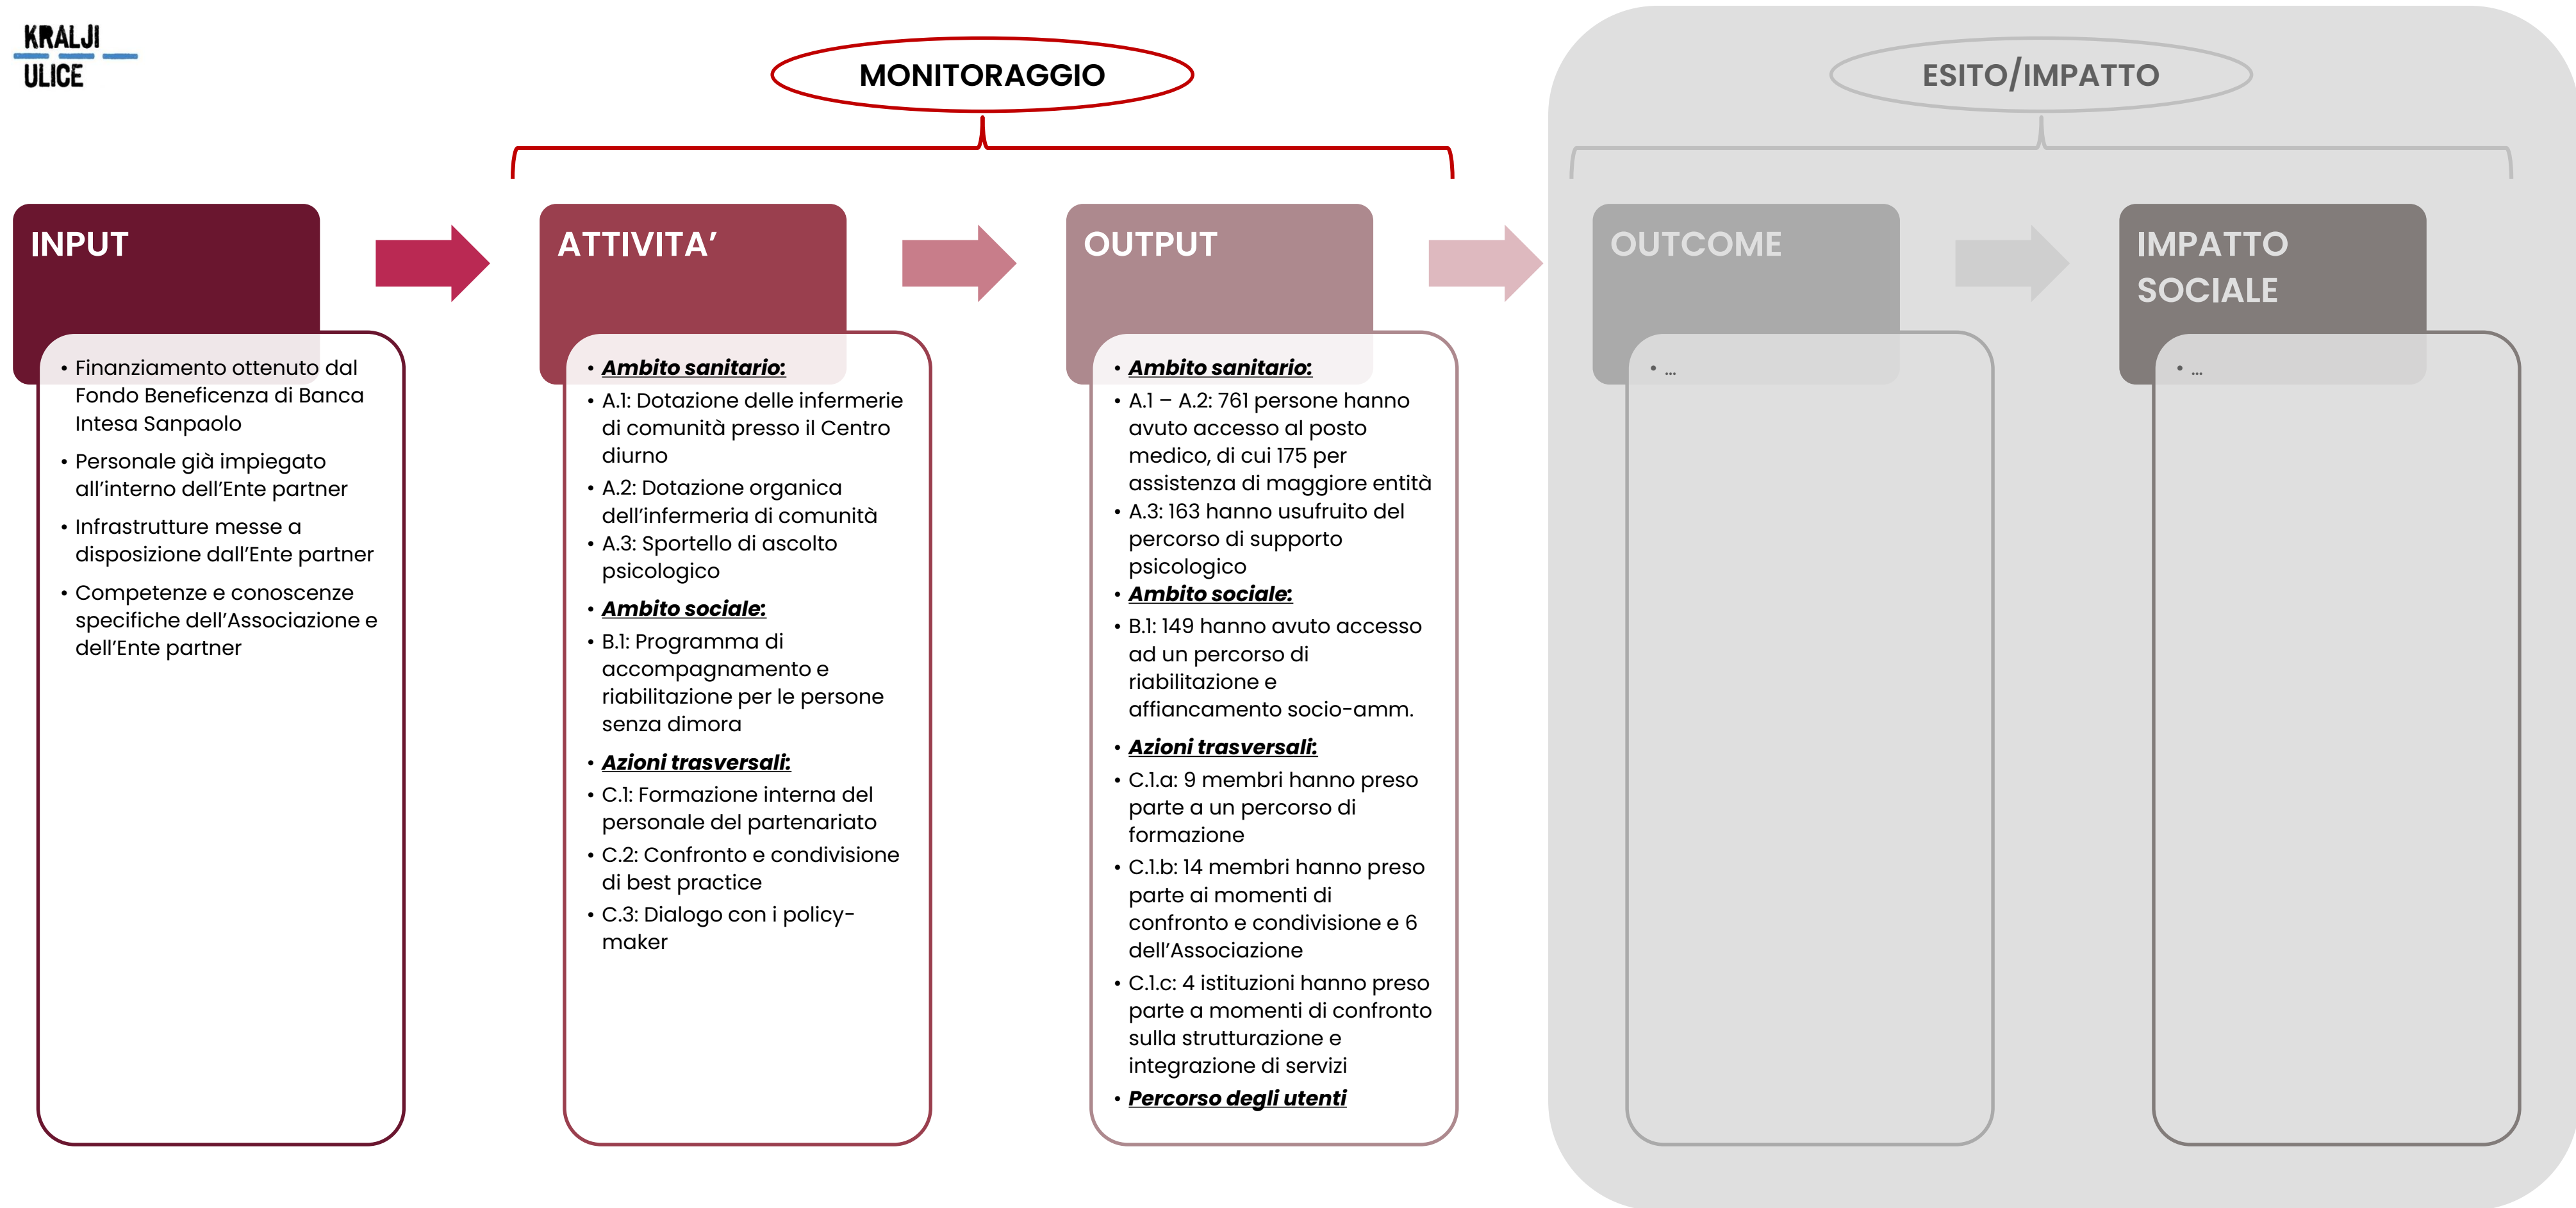 KRALJI
ULICE
MONITORAGGIO
ESITO/IMPATTO
INPUT
• Finanziamento ottenuto dal
Fondo Beneficenza di Banca
Intesa Sanpaolo
• Personale già impiegato
all’interno dell’Ente partner
• Infrastrutture messe a
disposizione dall’Ente partner
• Competenze e conoscenze
specifiche dell’Associazione e
dell’Ente partner
ATTIVITA’
• Ambito sanitario:
• A.1: Dotazione delle infermerie
di comunità presso il Centro
diurno
• A.2: Dotazione organica
dell’infermeria di comunità
• A.3: Sportello di ascolto
psicologico
• Ambito sociale:
• B.1: Programma di
accompagnamento e
riabilitazione per le persone
senza dimora
• Azioni trasversali:
• C.1: Formazione interna del
personale del partenariato
• C.2: Confronto e condivisione
di best practice
• C.3: Dialogo con i policy-
maker
OUTPUT
• Ambito sanitario:
• A.1 – A.2: 761 persone hanno
avuto accesso al posto
medico, di cui 175 per
assistenza di maggiore entità
• A.3: 163 hanno usufruito del
percorso di supporto
psicologico
• Ambito sociale:
• B.1: 149 hanno avuto accesso
ad un percorso di
riabilitazione e
affiancamento socio-amm.
• Azioni trasversali:
• C.1.a: 9 membri hanno preso
parte a un percorso di
formazione
• C.1.b: 14 membri hanno preso
parte ai momenti di
confronto e condivisione e 6
dell’Associazione
• C.1.c: 4 istituzioni hanno preso
parte a momenti di confronto
sulla strutturazione e
integrazione di servizi
• Percorso degli utenti
OUTCOME
• ...
IMPATTO
SOCIALE
• ...